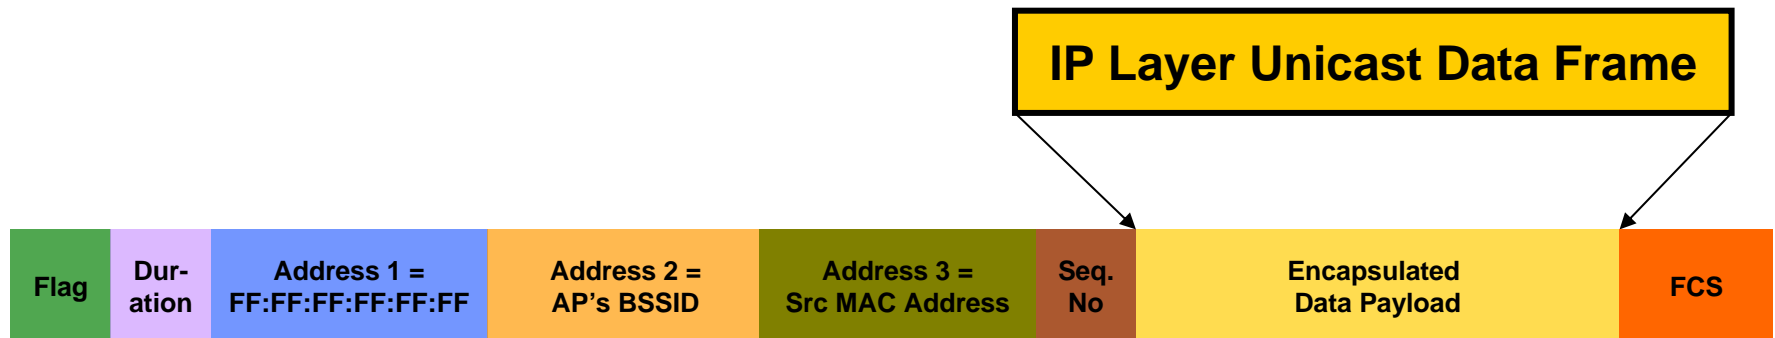 IP Layer Unicast Data Frame
Flag
Dur-
ation
Address 1 =
FF:FF:FF:FF:FF:FF
Address 2 =
AP’s BSSID
Address 3 =
Src MAC Address
Seq.
No
Encapsulated
Data Payload
FCS